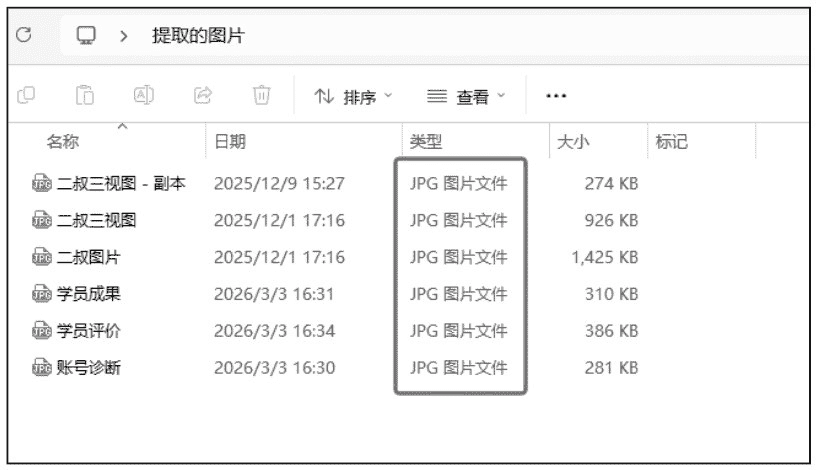 提取的图片
排序 查看 ...
名称 日期 类型 大小 标记
JPG 二叔三视图 - 副本 2025/12/9 15:27 JPG 图片文件 274 KB
JPG 二叔三视图 2025/12/1 17:16 JPG 图片文件 926 KB
JPG 二叔图片 2025/12/1 17:16 JPG 图片文件 1,425 KB
JPG 学员成果 2026/3/3 16:31 JPG 图片文件 310 KB
JPG 学员评价 2026/3/3 16:34 JPG 图片文件 386 KB
JPG 账号诊断 2026/3/3 16:30 JPG 图片文件 281 KB